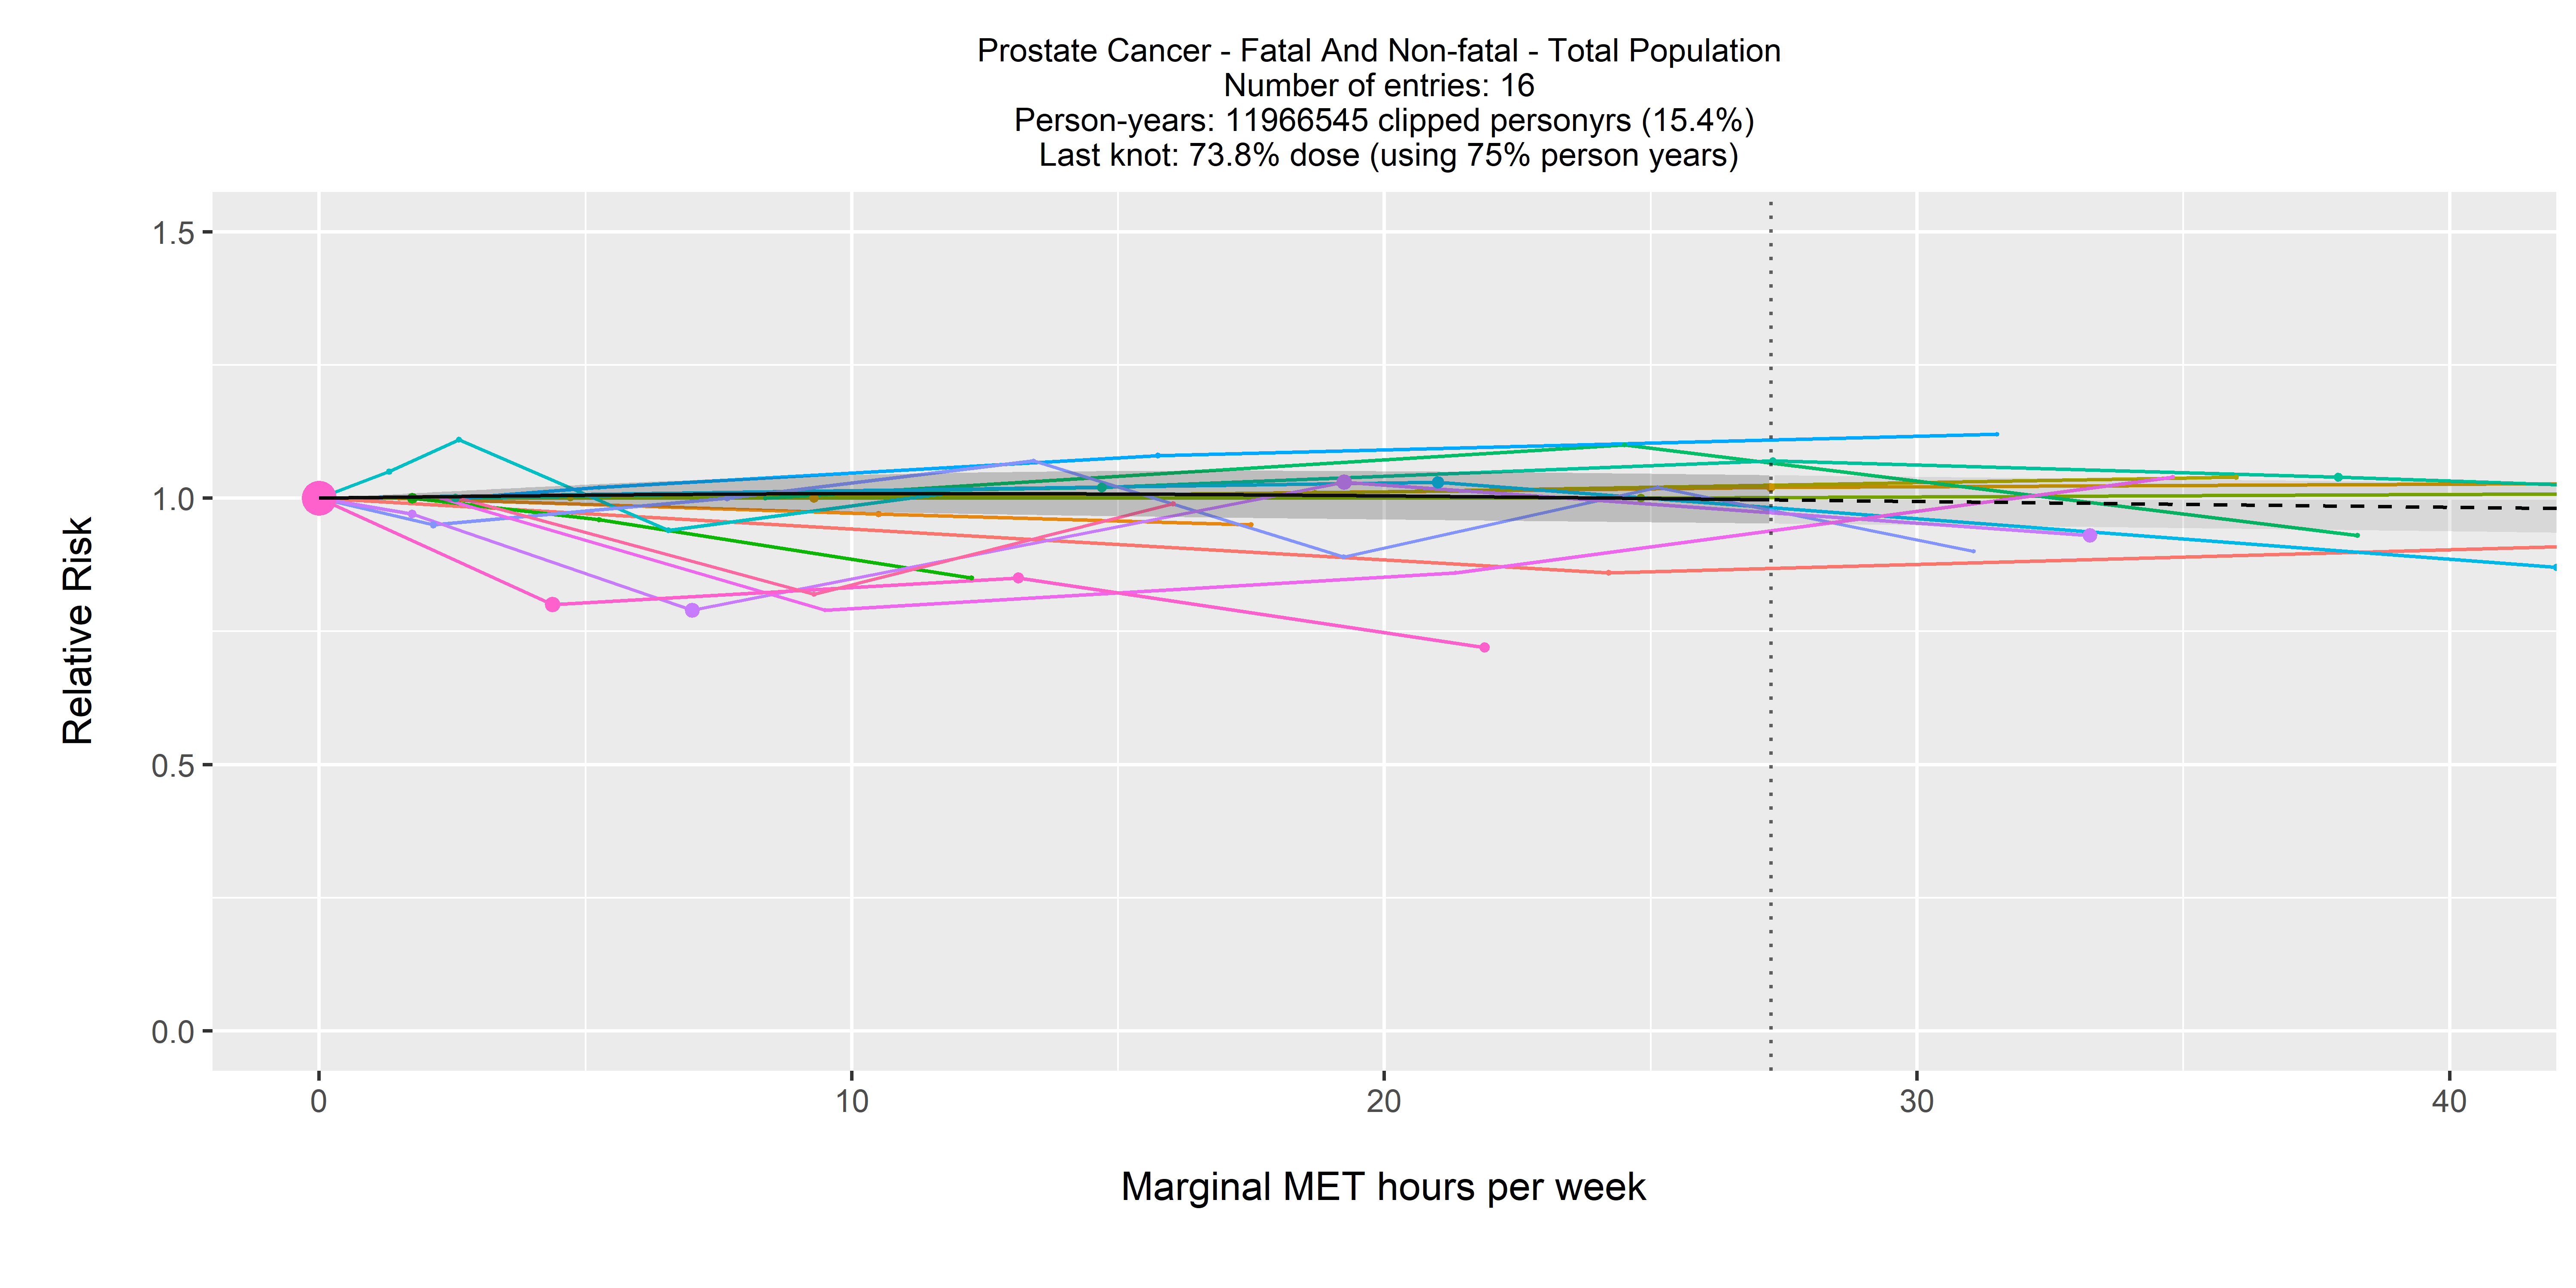 Prostate Cancer - Fatal And Non-fatal - Total Population
Number of entries: 16
Person-years: 11966545 clipped personyrs (15.4%)
Last knot: 73.8% dose (using 75% person years)
1.5
1.0
0.5
0.0
Relative Risk
0 10 20 30 40
Marginal MET hours per week